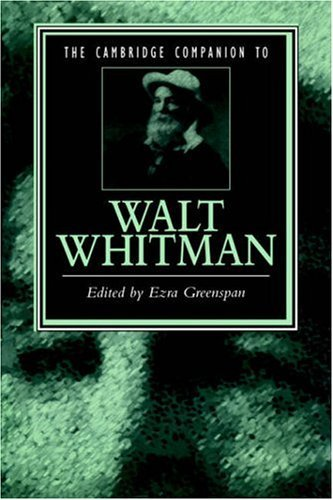 THE CAMBRIDGE COMPANION TO
WALT
WHITMAN
Edited by Ezra Greenspan